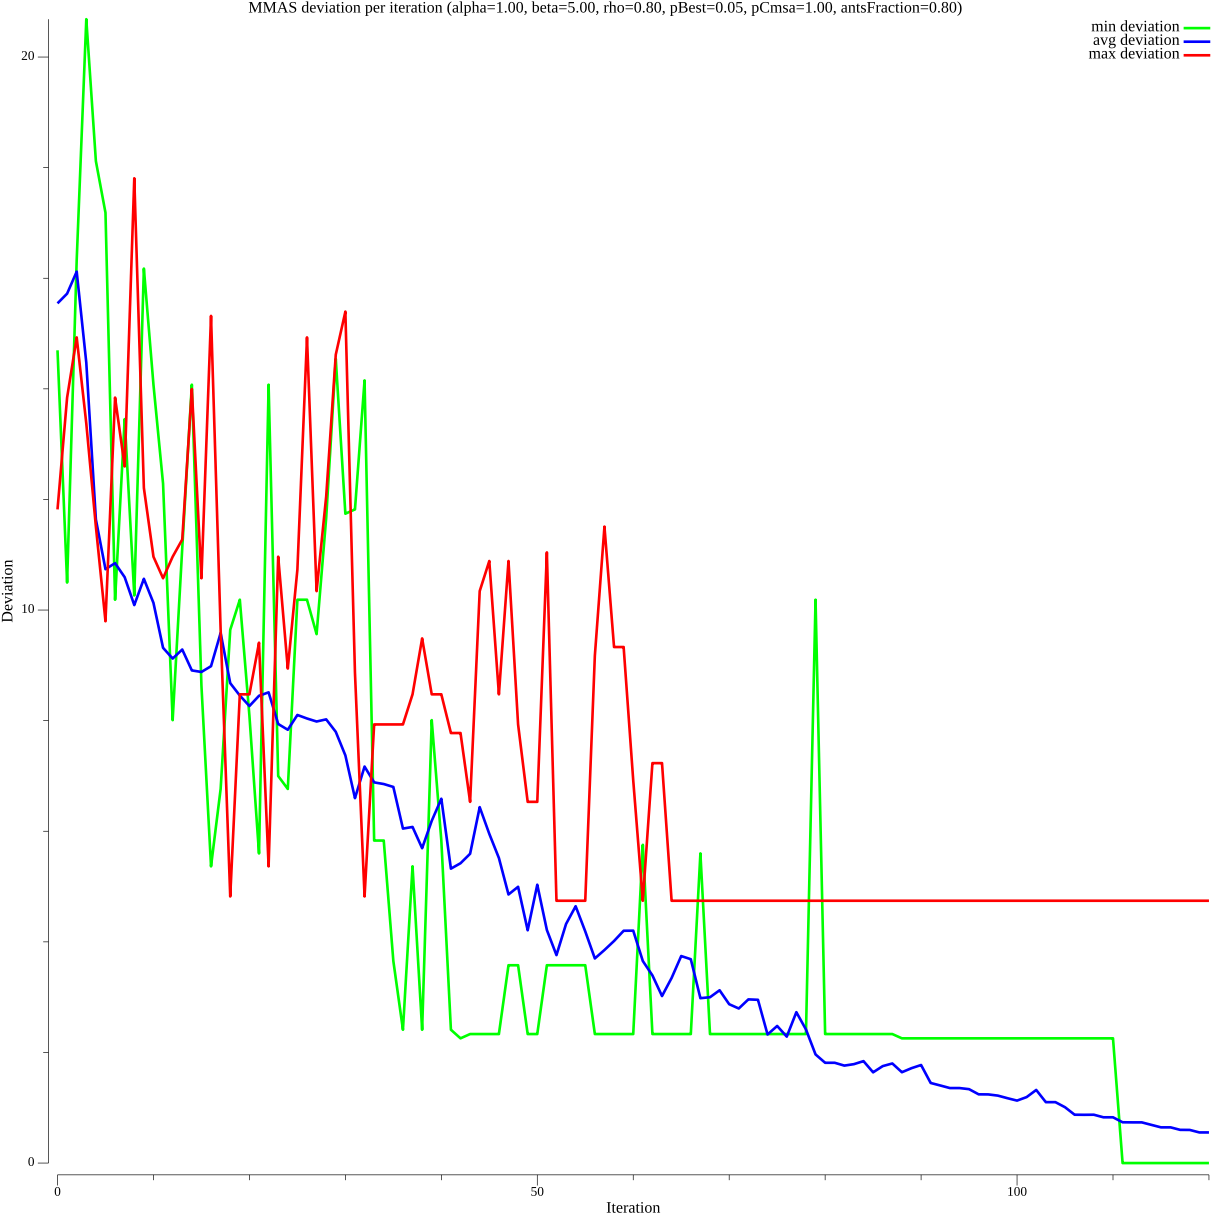 MMAS deviation per iteration (alpha=1.00, beta=5.00, rho=0.80, pBest=0.05, pCmsa=1.00, antsFraction=0.80)
min deviation
avg deviation
max deviation
20
10
0
Deviation
0
50
100
Iteration